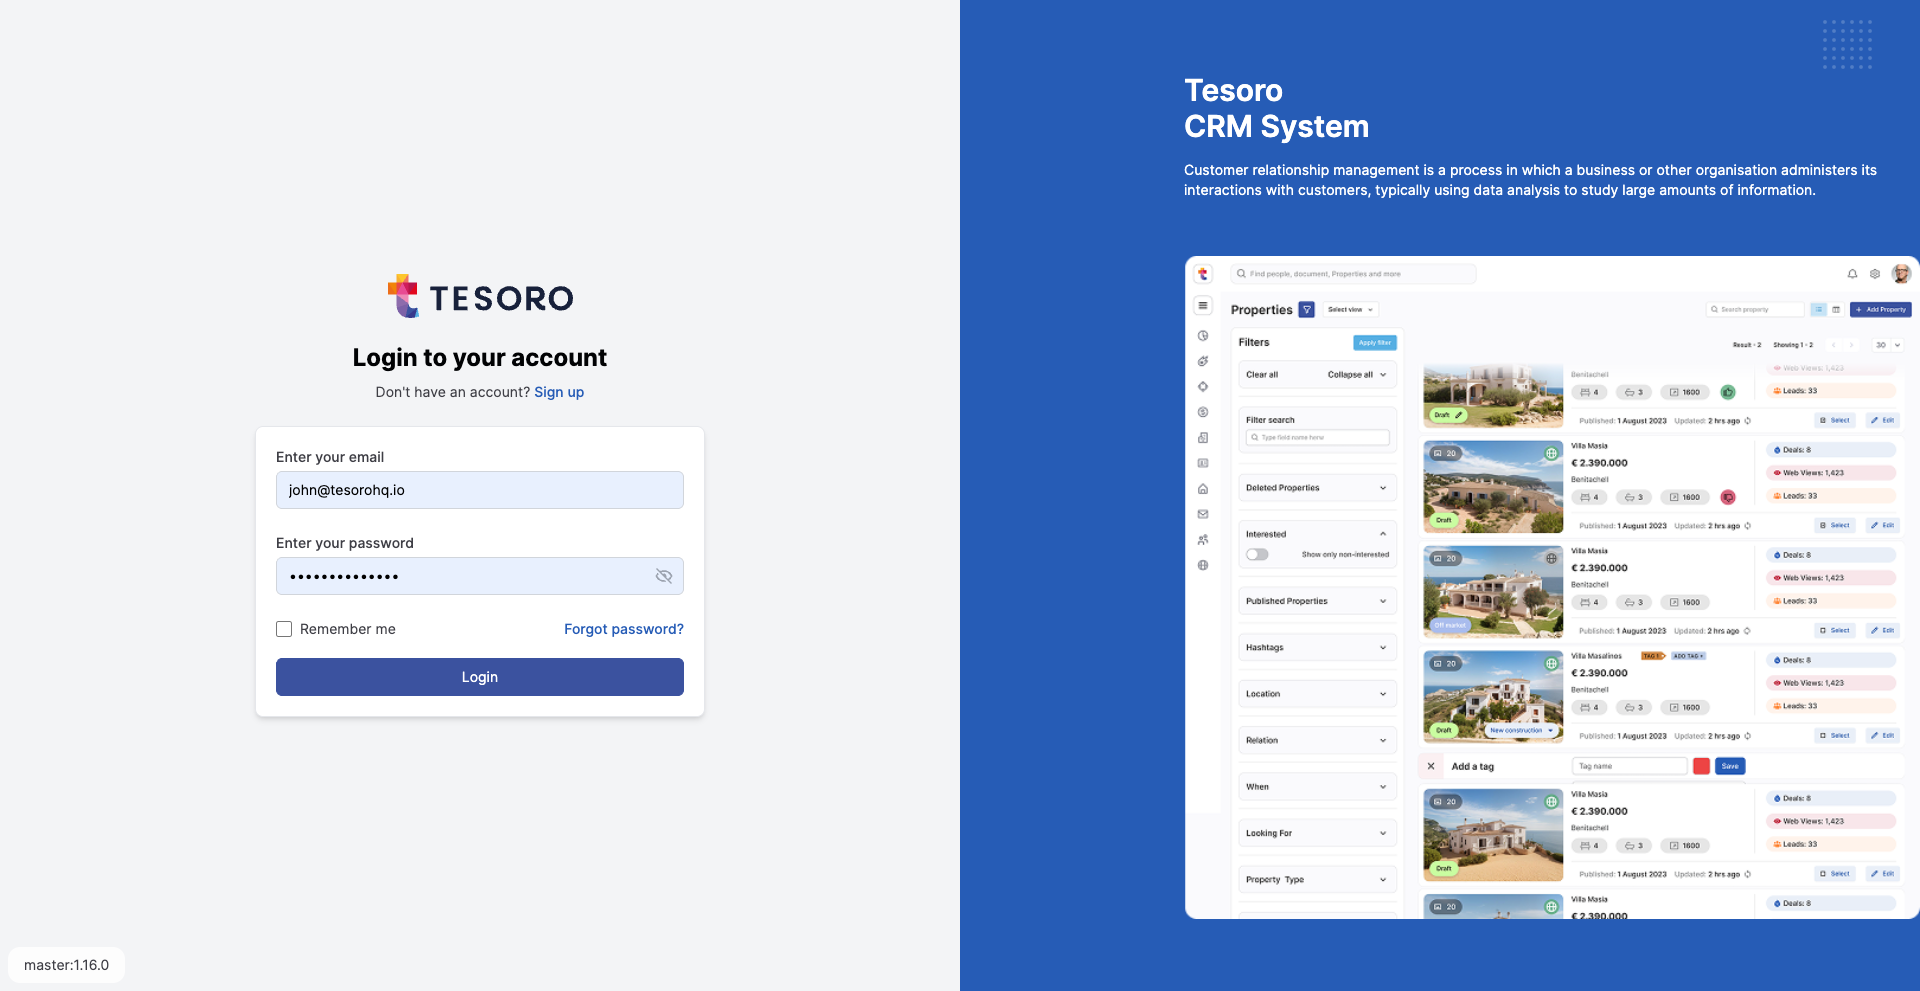 TESORO
Login to your account
Don't have an account? Sign up
Enter your email
john@tesorohq.io
Enter your password
••••••••••••••
Remember me
Forgot password?
Login
master:1.16.0
Tesoro
CRM System
Customer relationship management is a process in which a business or other organisation administers its
interactions with customers, typically using data analysis to study large amounts of information.
Find people, document, Properties and more
Properties
Select view
Search property
+ Add Property
Filters
Apply filter
Result - 2
Showing 1 - 2
30
Clear all
Collapse all
Filter search
Type field name here
Deleted Properties
Interested
Show only non-interested
Published Properties
Hashtags
Location
Relation
When
Looking For
Property Type
Benitachell
Web Views: 1,423
4
3
1600
Leads: 33
Draft
Published: 1 August 2023
Updated: 2 hrs ago
Select
Edit
20
Villa Masia
Deals: 8
€ 2.390.000
Web Views: 1,423
Benitachell
4
3
1600
Leads: 33
Draft
Published: 1 August 2023
Updated: 2 hrs ago
Select
Edit
20
Villa Masia
Deals: 8
€ 2.390.000
Web Views: 1,423
Benitachell
4
3
1600
Leads: 33
Off market
Published: 1 August 2023
Updated: 2 hrs ago
Select
Edit
20
Villa Masalinos
TAG 1
ADD TAG +
Deals: 8
€ 2.390.000
Web Views: 1,423
Benitachell
4
3
1600
Leads: 33
Draft
New construction
Published: 1 August 2023
Updated: 2 hrs ago
Select
Edit
Add a tag
Tag name
Save
20
Villa Masia
Deals: 8
€ 2.390.000
Web Views: 1,423
Benitachell
4
3
1600
Leads: 33
Draft
Published: 1 August 2023
Updated: 2 hrs ago
Select
Edit
20
Villa Masia
Deals: 8
€ 2.390.000